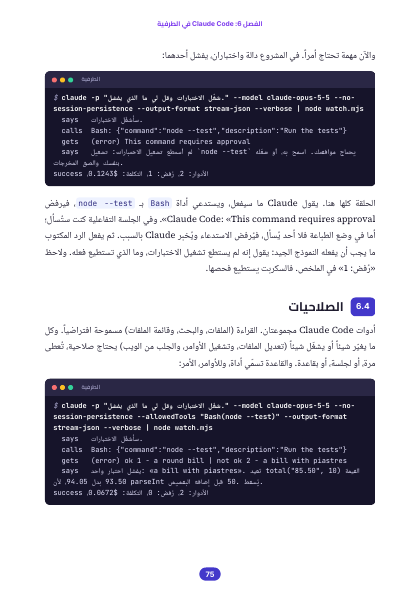 الفصل 6: Claude Code في الطرفية
والآن مهمة تحتاج أمراً. في المشروع دالة واختباران، يفشل أحدهما:
الطرفية
$ claude -p "شغّل الاختبارات وقل لي ما الذي يفشل." --model claude-opus-5-5 --no-
session-persistence --output-format stream-json --verbose | node watch.mjs
says سأشغّل الاختبارات.
calls Bash: {"command":"node --test","description":"Run the tests"}
gets (error) This command requires approval
says لم أستطع تشغيل الاختبارات: تشغيل `node --test` يحتاج موافقتك. اسمح به، أو شغّله
بنفسك والصق المخرجات.
success الأدوار: 2, رُفض: 1, التكلفة: $0.1243
الحلقة كلها هنا. يقول Claude ما سيفعل، ويستدعي أداة Bash بـ node --test، فيرفض
Claude Code: «This command requires approval». وفي الجلسة التفاعلية كنت ستُسأل؛
أما في وضع الطباعة فلا أحد يُسأل، فيُرفض الاستدعاء ويُخبر Claude بالسبب. ثم يفعل الرد المكتوب
ما يجب أن يفعله النموذج الجيد: يقول إنه لم يستطع تشغيل الاختبارات، وما الذي تستطيع فعله. ولاحظ
«رُفض: 1» في الملخص. فالسكربت يستطيع فحصها.
6.4 الصلاحيات
أدوات Claude Code مجموعتان. القراءة (الملفات، والبحث، وقائمة الملفات) مسموحة افتراضياً. وكل
ما يغيّر شيئاً أو يشغّل شيئاً (تعديل الملفات، وتشغيل الأوامر، والجلب من الويب) يحتاج صلاحية، تُعطى
مرة، أو لجلسة، أو بقاعدة. والقاعدة تسمّي أداة، وللأوامر، الأمر:
الطرفية
$ claude -p "شغّل الاختبارات وقل لي ما الذي يفشل." --model claude-opus-5-5 --no-
session-persistence --allowedTools "Bash(node --test)" --output-format
stream-json --verbose | node watch.mjs
says سأشغّل الاختبارات.
calls Bash: {"command":"node --test","description":"Run the tests"}
gets (error) ok 1 - a round bill | not ok 2 - a bill with piastres
says يفشل اختبار واحد: «a bill with piastres». تعيد total("85.50", 10) القيمة
93.50 بدل 94.05, لأن parseInt تُسقط .50 قبل إضافة البقشيش.
success الأدوار: 2, رُفض: 0, التكلفة: $0.0672
75